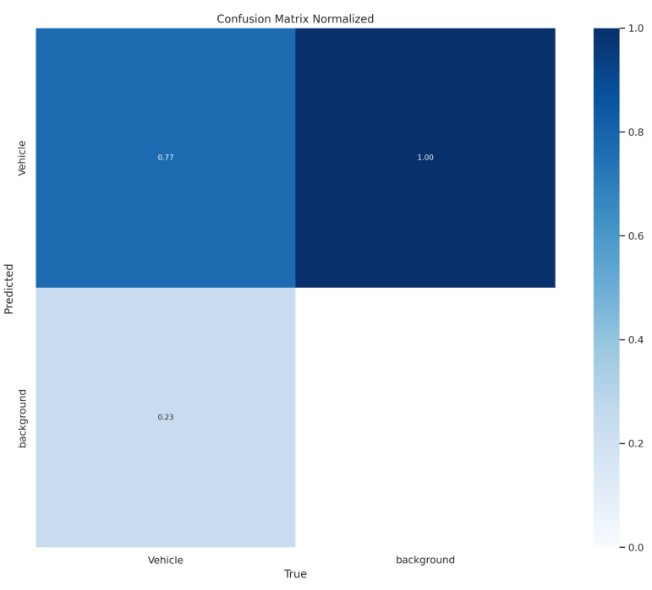 Confusion Matrix Normalized
Vehicle
0.77
1.00
Predicted
background
0.23
Vehicle
background
True
1.0
0.8
0.6
0.4
0.2
0.0